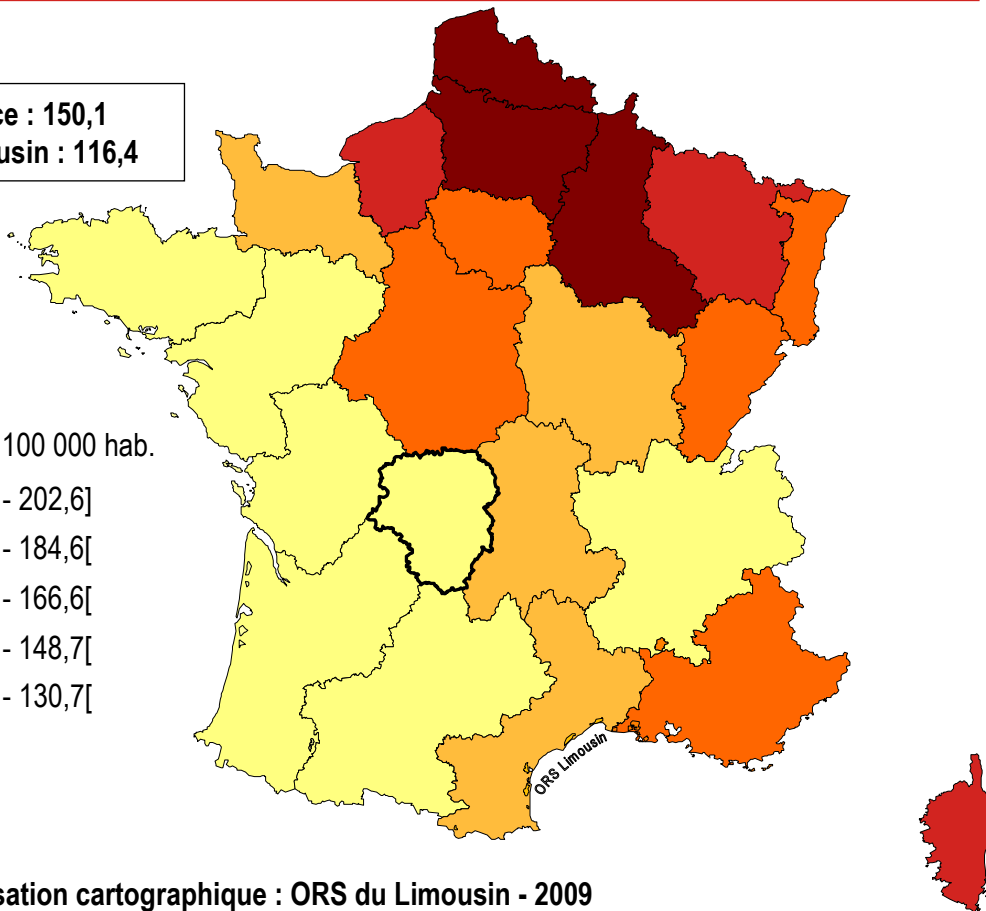 ce : 150,1
usin : 116,4
100 000 hab.
- 202,6]
- 184,6[
- 166,6[
- 148,7[
- 130,7[
ORS Limousin
sation cartographique : ORS du Limousin - 2009